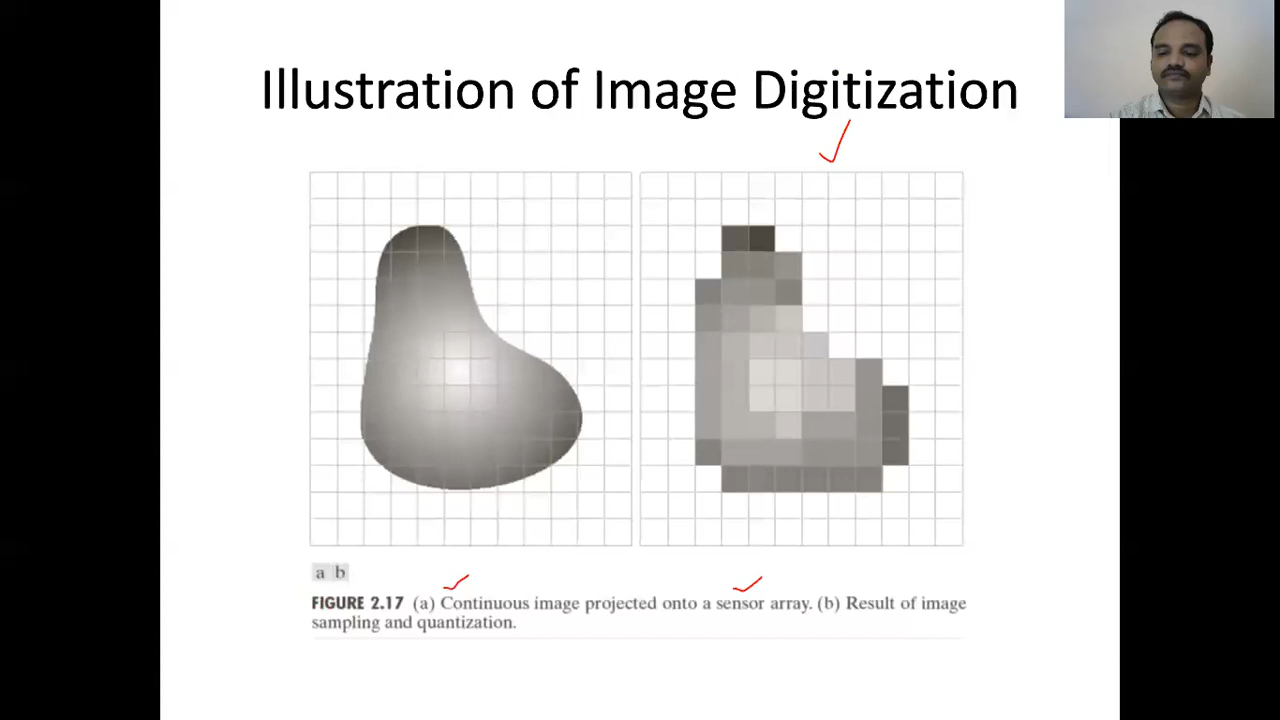 Illustration of Image Digitization
a b
FIGURE 2.17 (a) Continuous image projected onto a sensor array. (b) Result of image
sampling and quantization.